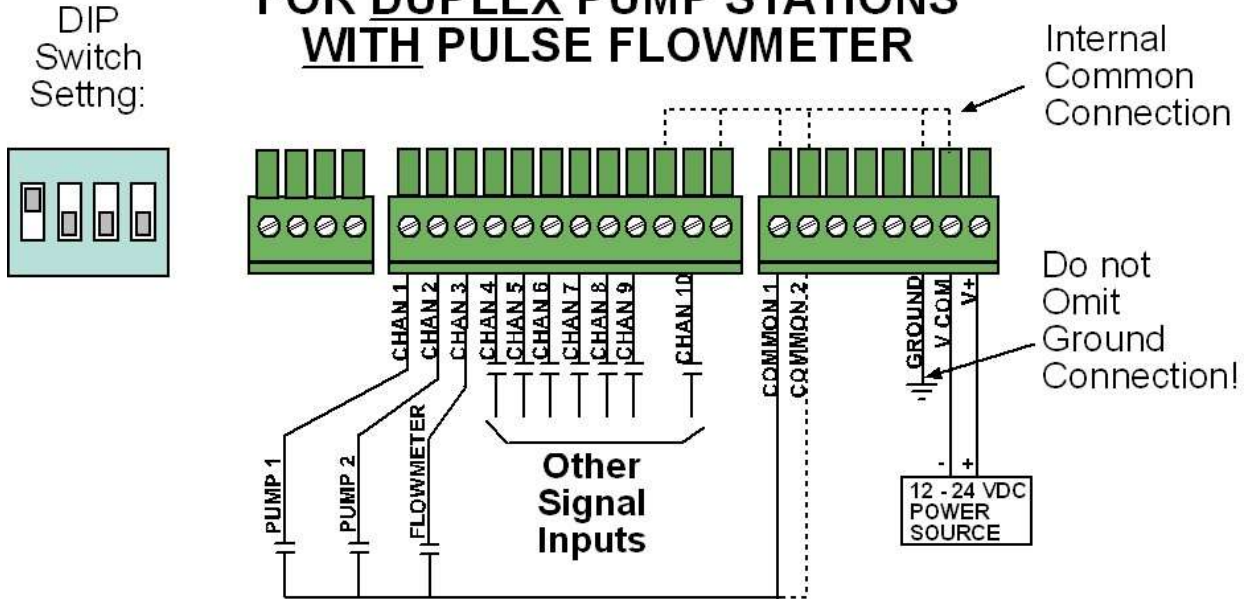 FOR DUPLEX PUMP STATIONS
WITH PULSE FLOWMETER
DIP
Switch
Settng:
Internal
Common
Connection
CHAN 1
CHAN 2
CHAN 3
CHAN 4
CHAN 5
CHAN 6
CHAN 7
CHAN 8
CHAN 9
CHAN 10
COMMON 1
COMMON 2
GROUND
V COM
V+
Do not
Omit
Ground
Connection!
PUMP 1
PUMP 2
FLOWMETER
Other
Signal
Inputs
- +
12 - 24 VDC
POWER
SOURCE